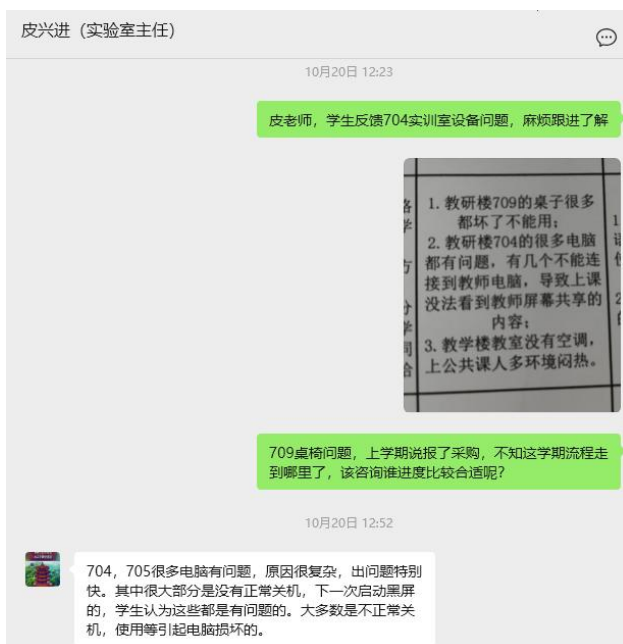 皮兴进（实验室主任）
10月20日 12:23
皮老师，学生反馈704实训室设备问题，麻烦跟进了解
1. 教研楼709的桌子很多
都坏了不能用；
2. 教研楼704的很多电脑
都有问题，有几个不能连
接到教师电脑，导致上课
没法看到教师屏幕共享的
内容；
3. 教学楼教室没有空调，
上公共课人多环境闷热。
709桌椅问题，上学期说报了采购，不知这学期流程走
到哪里了，该咨询谁进度比较合适呢？
10月20日 12:52
704，705很多电脑有问题，原因很复杂，出问题特别
快。其中很大部分是没有正常关机，下一次启动黑屏
的，学生认为这些都是有问题的。大多数是不正常关
机，使用等引起电脑损坏的。